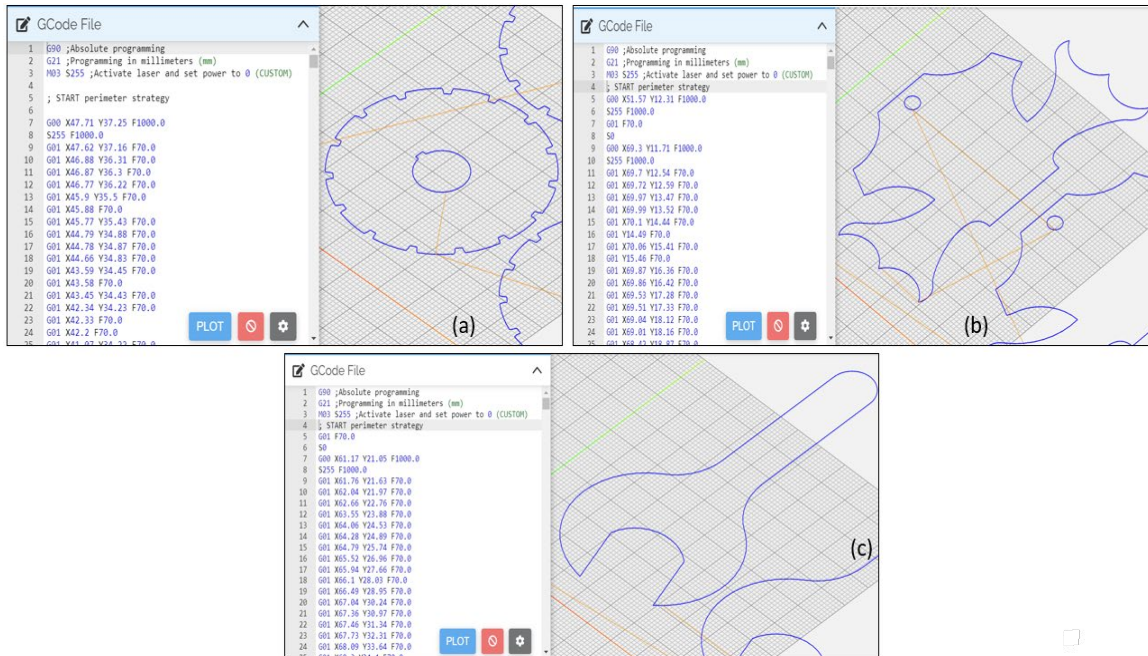 GCode File
1 G90 ;Absolute programming
2 G21 ;Programming in millimeters (mm)
3 M03 S255 ;Activate laser and set power to 0 (CUSTOM)
4
5 ; START perimeter strategy
6
7 G00 X47.71 Y37.25 F1000.0
8 S255 F1000.0
9 G01 X47.62 Y37.16 F70.0
10 G01 X46.88 Y36.31 F70.0
11 G01 X46.87 Y36.3 F70.0
12 G01 X46.77 Y36.22 F70.0
13 G01 X45.9 Y35.5 F70.0
14 G01 X45.88 F70.0
15 G01 X45.77 Y35.43 F70.0
16 G01 X44.79 Y34.88 F70.0
17 G01 X44.78 Y34.87 F70.0
18 G01 X44.66 Y34.83 F70.0
19 G01 X43.59 Y34.45 F70.0
20 G01 X43.58 F70.0
21 G01 X43.45 Y34.43 F70.0
22 G01 X42.34 Y34.23 F70.0
23 G01 X42.33 F70.0
24 G01 X42.2 F70.0
PLOT
(a)
GCode File
1 G90 ;Absolute programming
2 G21 ;Programming in millimeters (mm)
3 M03 S255 ;Activate laser and set power to 0 (CUSTOM)
4 ; START perimeter strategy
5 G00 X51.57 Y12.31 F1000.0
6 S255 F1000.0
7 G01 F70.0
8 S0
9 G00 X69.3 Y11.71 F1000.0
10 S255 F1000.0
11 G01 X69.7 Y12.54 F70.0
12 G01 X69.72 Y12.59 F70.0
13 G01 X69.97 Y13.47 F70.0
14 G01 X69.99 Y13.52 F70.0
15 G01 X70.1 Y14.44 F70.0
16 G01 Y14.49 F70.0
17 G01 X70.06 Y15.41 F70.0
18 G01 Y15.46 F70.0
19 G01 X69.87 Y16.36 F70.0
20 G01 X69.86 Y16.42 F70.0
21 G01 X69.53 Y17.28 F70.0
22 G01 X69.51 Y17.33 F70.0
23 G01 X69.04 Y18.12 F70.0
24 G01 X69.01 Y18.16 F70.0
PLOT
(b)
GCode File
1 G90 ;Absolute programming
2 G21 ;Programming in millimeters (mm)
3 M03 S255 ;Activate laser and set power to 0 (CUSTOM)
4 ; START perimeter strategy
5 G01 F70.0
6 S0
7 G00 X61.17 Y21.05 F1000.0
8 S255 F1000.0
9 G01 X61.76 Y21.63 F70.0
10 G01 X62.04 Y21.97 F70.0
11 G01 X62.66 Y22.76 F70.0
12 G01 X63.55 Y23.88 F70.0
13 G01 X64.06 Y24.53 F70.0
14 G01 X64.28 Y24.89 F70.0
15 G01 X64.79 Y25.74 F70.0
16 G01 X65.52 Y26.96 F70.0
17 G01 X65.94 Y27.66 F70.0
18 G01 X66.1 Y28.03 F70.0
19 G01 X66.49 Y28.95 F70.0
20 G01 X67.04 Y30.24 F70.0
21 G01 X67.36 Y30.97 F70.0
22 G01 X67.46 Y31.34 F70.0
23 G01 X67.73 Y32.31 F70.0
24 G01 X68.09 Y33.64 F70.0
PLOT
(c)